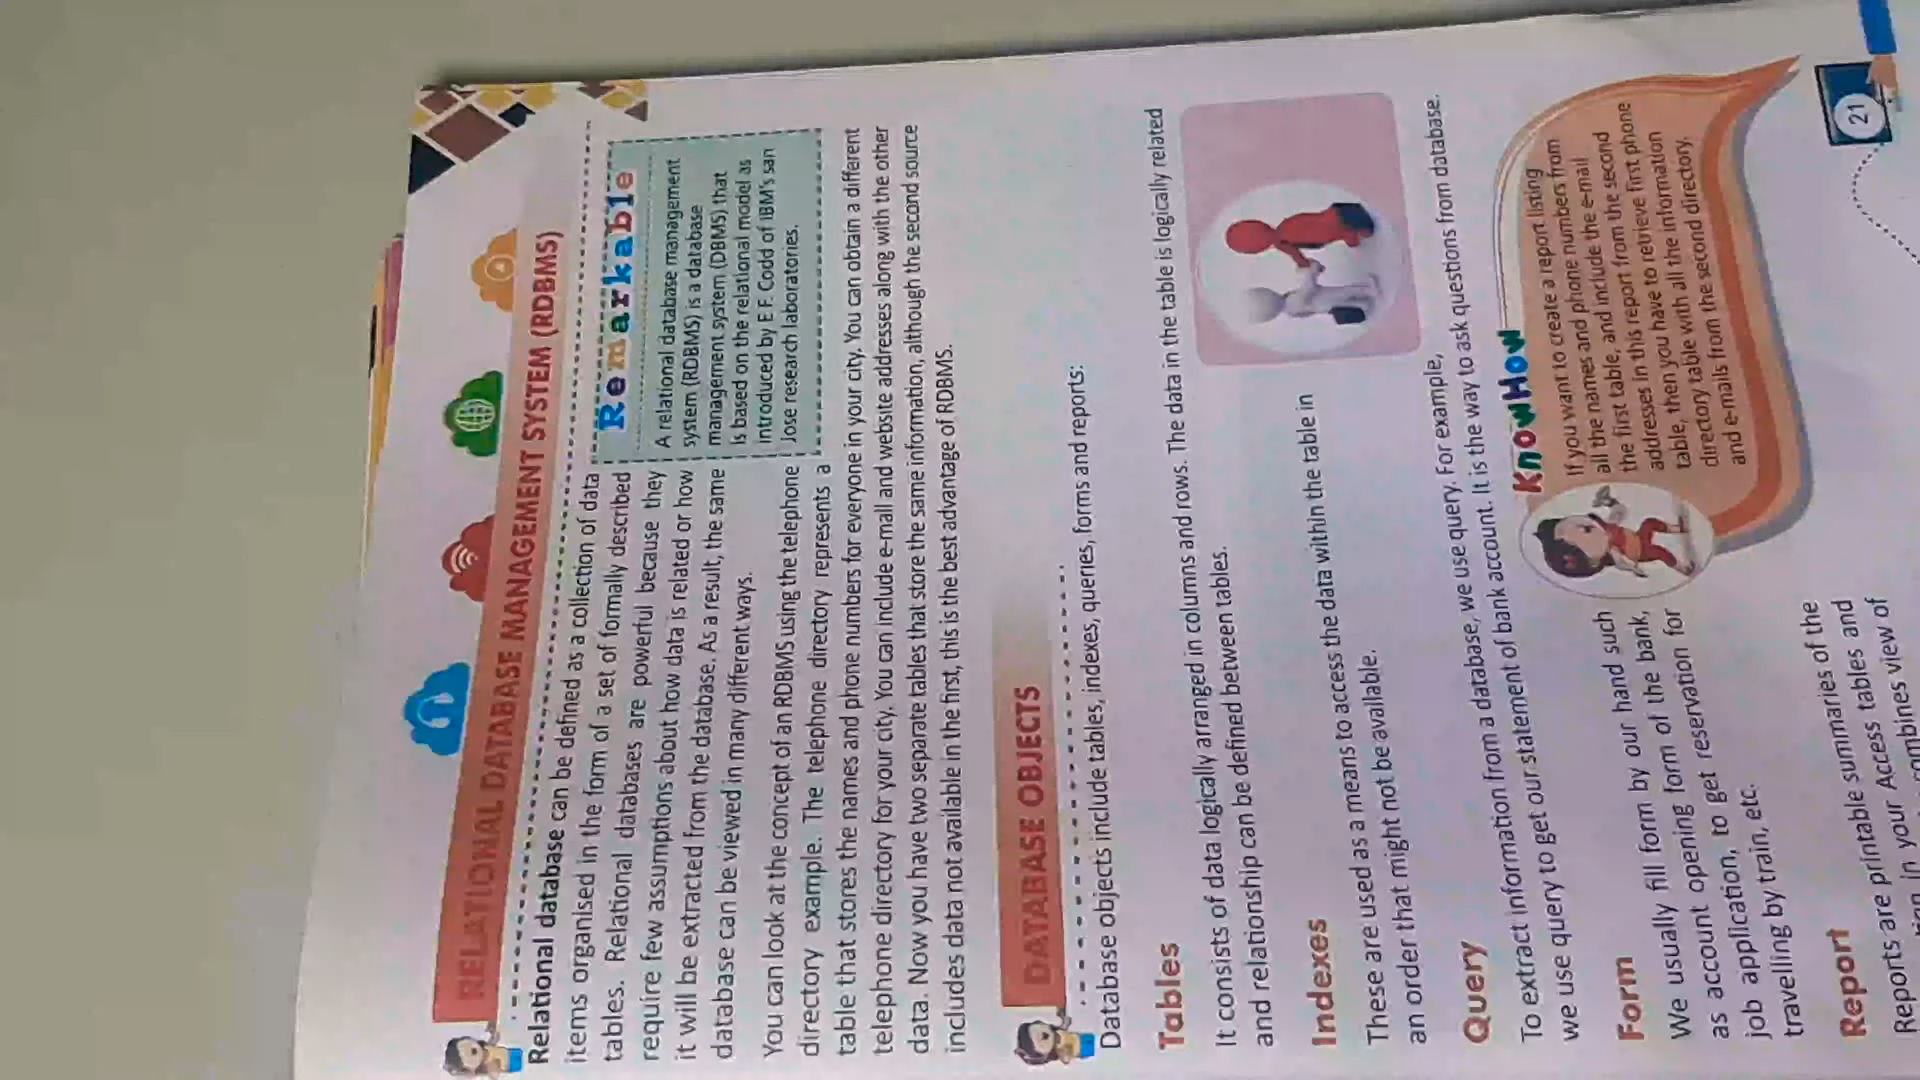 RELATIONAL DATABASE MANAGEMENT SYSTEM (RDBMS)
Relational database can be defined as a collection of data
items organised in the form of a set of formally described
tables. Relational databases are powerful because they
require few assumptions about how data is related or how
it will be extracted from the database. As a result, the same
database can be viewed in many different ways.
Remarkable
A relational database management
system (RDBMS) is a database
management system (DBMS) that
is based on the relational model as
introduced by E F. Codd of IBM's san
Jose research laboratories.
You can look at the concept of an RDBMS using the telephone
directory example. The telephone directory represents a
table that stores the names and phone numbers for everyone in your city. You can obtain a different
telephone directory for your city. You can include e-mail and website addresses along with the other
data. Now you have two separate tables that store the same information, although the second source
includes data not available in the first, this is the best advantage of RDBMS.
DATABASE OBJECTS
Database objects include tables, indexes, queries, forms and reports:
Tables
It consists of data logically arranged in columns and rows. The data in the table is logically related
and relationship can be defined between tables.
Indexes
These are used as a means to access the data within the table in
an order that might not be available.
Query
To extract information from a database, we use query. For example,
we use query to get our statement of bank account. It is the way to ask questions from database.
Form
We usually fill form by our hand such
as account opening form of the bank,
job application, to get reservation for
travelling by train, etc.
KnowHow
If you want to create a report listing
all the names and phone numbers from
the first table, and include the e-mail
addresses in this report from the second
table, then you have to retrieve first phone
directory table with all the information
and e-mails from the second directory.
Report
Reports are printable summaries of the
in your Access tables and
combines view of
21